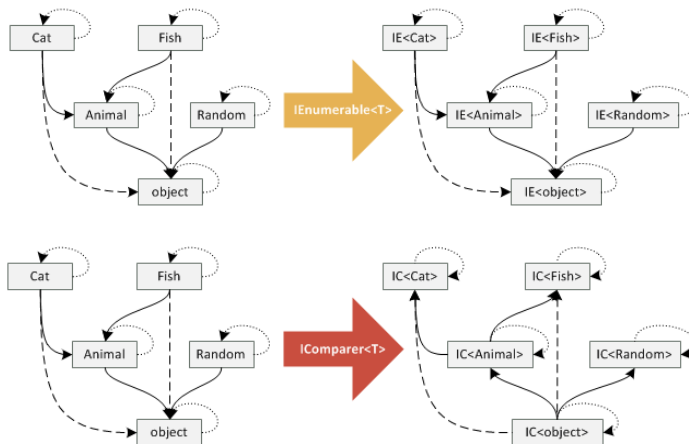 Cat Fish IE<Cat> IE<Fish>
Animal Random IEnumerable<T> IE<Animal> IE<Random>
object IE<object>
Cat Fish IC<Cat> IC<Fish>
Animal Random IComparer<T> IC<Animal> IC<Random>
object IC<object>